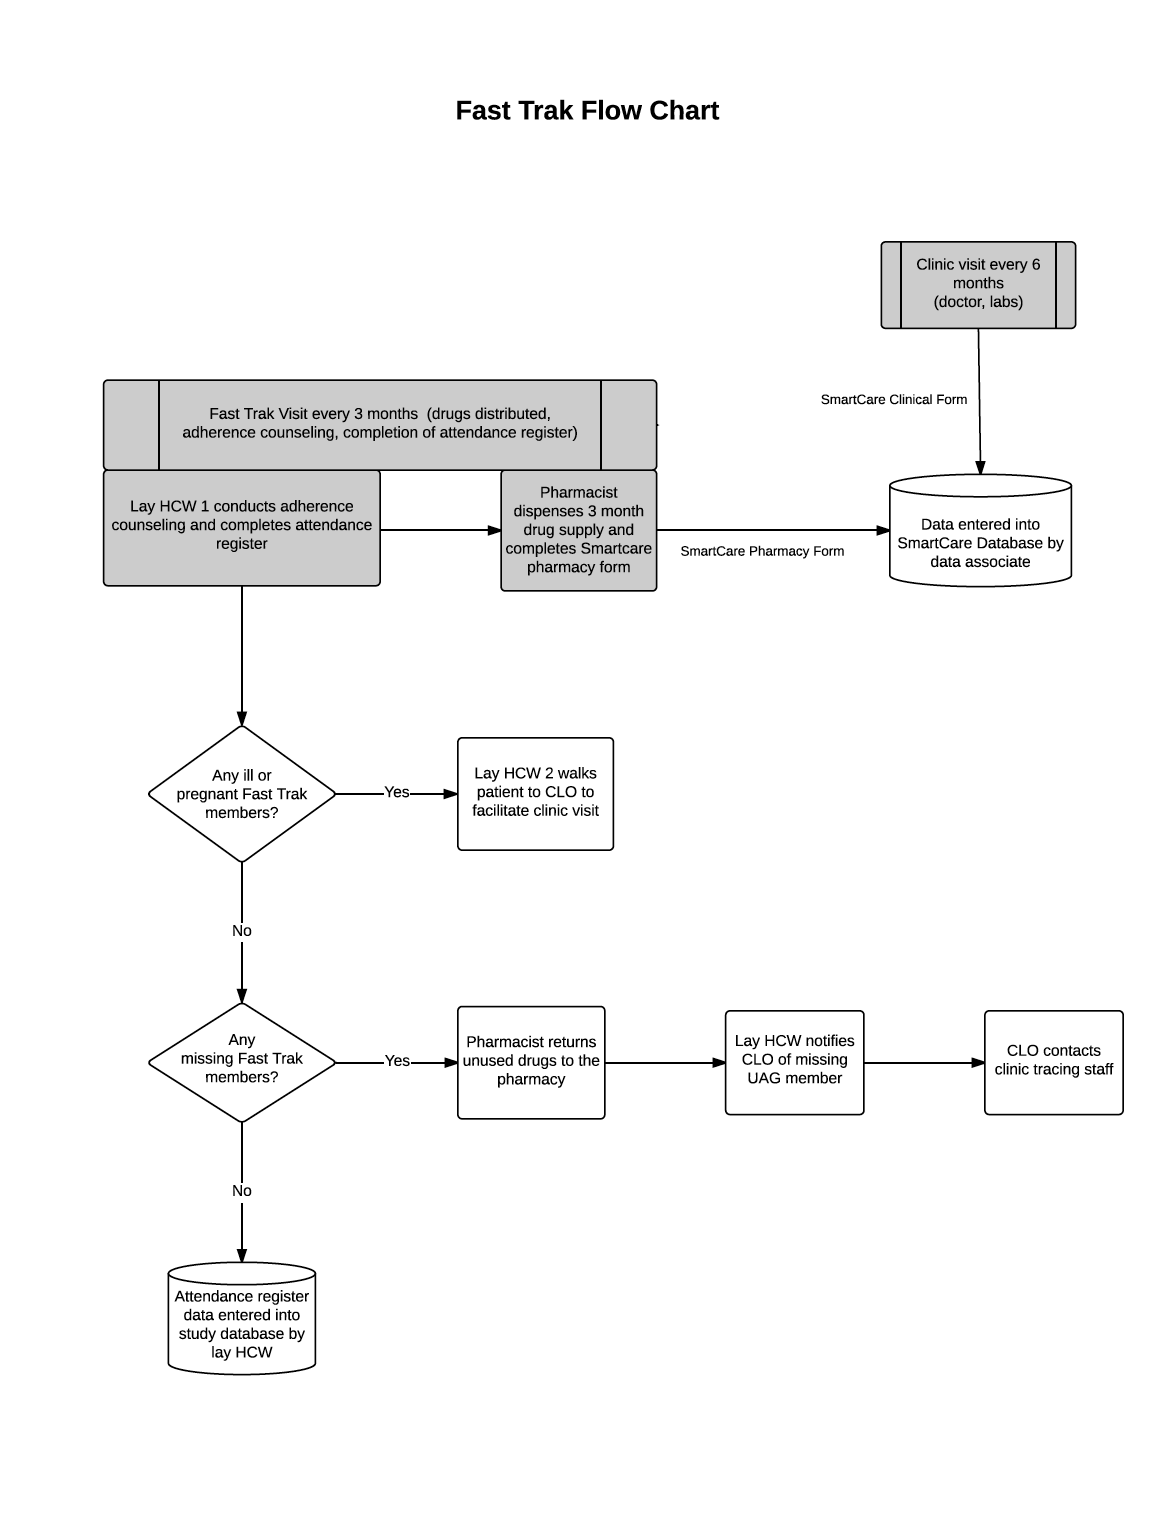 Fast Trak Flow Chart
Clinic visit every 6
months
(doctor, labs)
SmartCare Clinical Form
Fast Trak Visit every 3 months  (drugs distributed,
adherence counseling, completion of attendance register)
Lay HCW 1 conducts adherence
counseling and completes attendance
register
Pharmacist
dispenses 3 month
drug supply and
completes Smartcare
pharmacy form
SmartCare Pharmacy Form
Data entered into
SmartCare Database by
data associate
Any ill or
pregnant Fast Trak
members?
Yes
Lay HCW 2 walks
patient to CLO to
facilitate clinic visit
No
Any
missing Fast Trak
members?
Yes
Pharmacist returns
unused drugs to the
pharmacy
Lay HCW notifies
CLO of missing
UAG member
CLO contacts
clinic tracing staff
No
Attendance register
data entered into
study database by
lay HCW